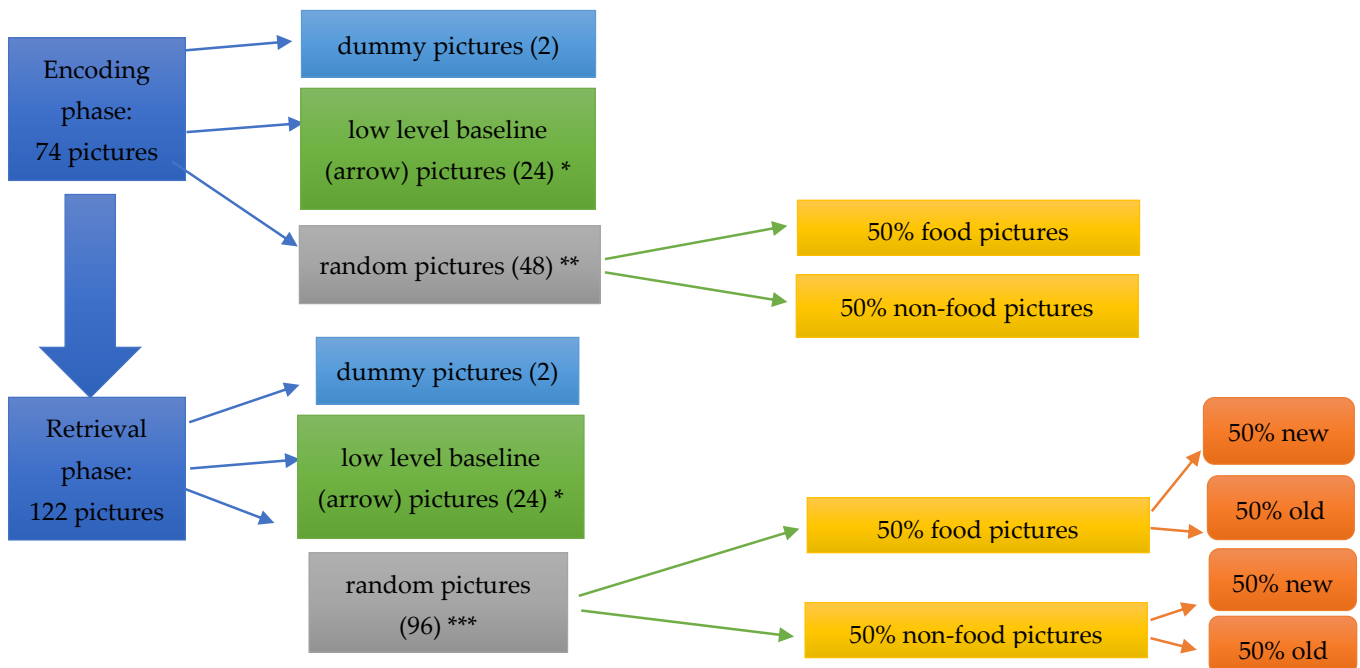 Encoding
phase:
74 pictures
dummy pictures (2)
low level baseline
(arrow) pictures (24) *
random pictures (48) **
50% food pictures
50% non-food pictures
Retrieval
phase:
122 pictures
dummy pictures (2)
low level baseline
(arrow) pictures (24) *
random pictures
(96) ***
50% food pictures
50% non-food pictures
50% new
50% old
50% new
50% old